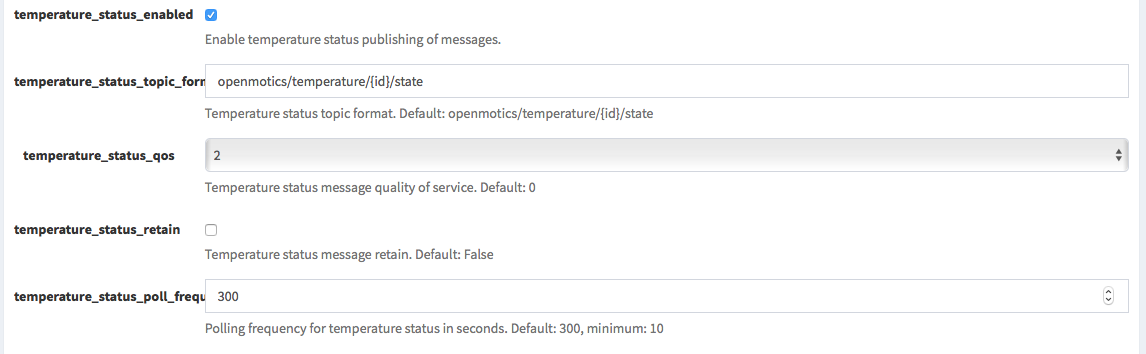 temperature_status_enabled
Enable temperature status publishing of messages.
temperature_status_topic_form openmotics/temperature/{id}/state
Temperature status topic format. Default: openmotics/temperature/{id}/state
temperature_status_qos 2
Temperature status message quality of service. Default: 0
temperature_status_retain
Temperature status message retain. Default: False
temperature_status_poll_frequ 300
Polling frequency for temperature status in seconds. Default: 300, minimum: 10